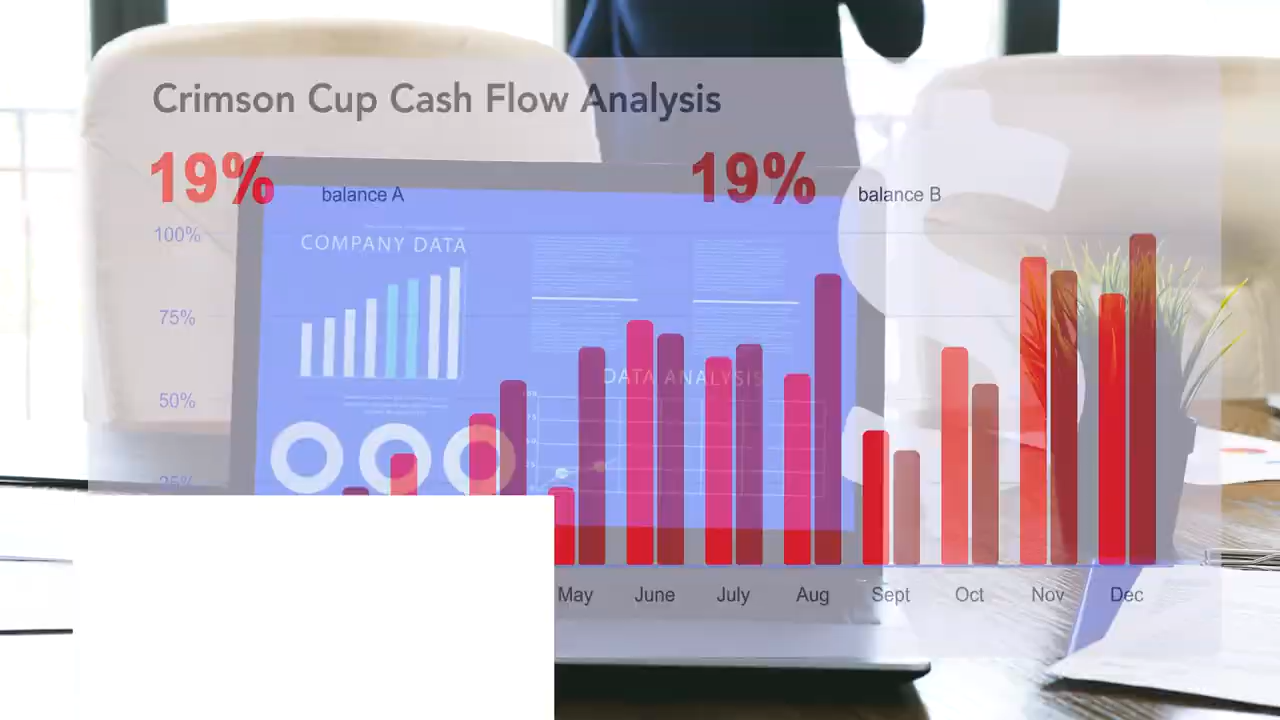 Crimson Cup Cash Flow Analysis
19% balance A 19% balance B
100%
COMPANY DATA
75%
DATA ANALYSIS
50%
25%
May June July Aug Sept Oct Nov Dec